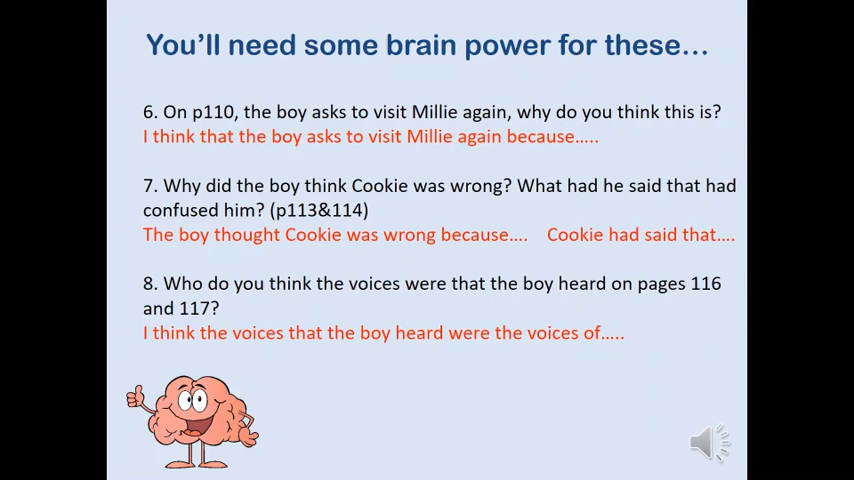 You'll need some brain power for these…
6. On p110, the boy asks to visit Millie again, why do you think this is?
I think that the boy asks to visit Millie again because…..
7. Why did the boy think Cookie was wrong? What had he said that had
confused him? (p113&114)
The boy thought Cookie was wrong because…. Cookie had said that….
8. Who do you think the voices were that the boy heard on pages 116
and 117?
I think the voices that the boy heard were the voices of…..